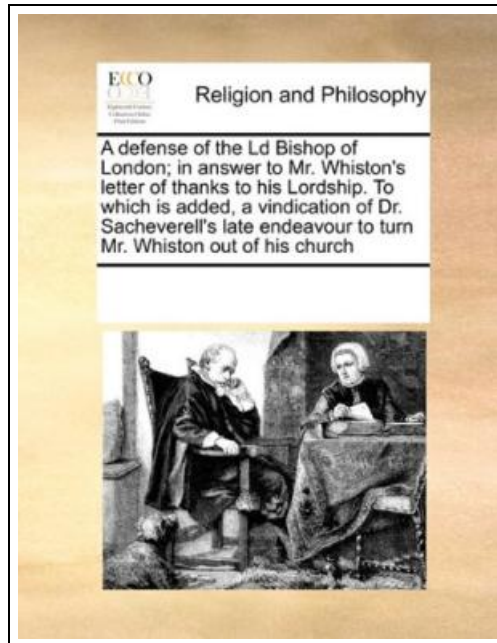 ECCO
Religion and Philosophy
A defense of the Ld Bishop of
London; in answer to Mr. Whiston's
letter of thanks to his Lordship. To
which is added, a vindication of Dr.
Sacheverell's late endeavour to turn
Mr. Whiston out of his church